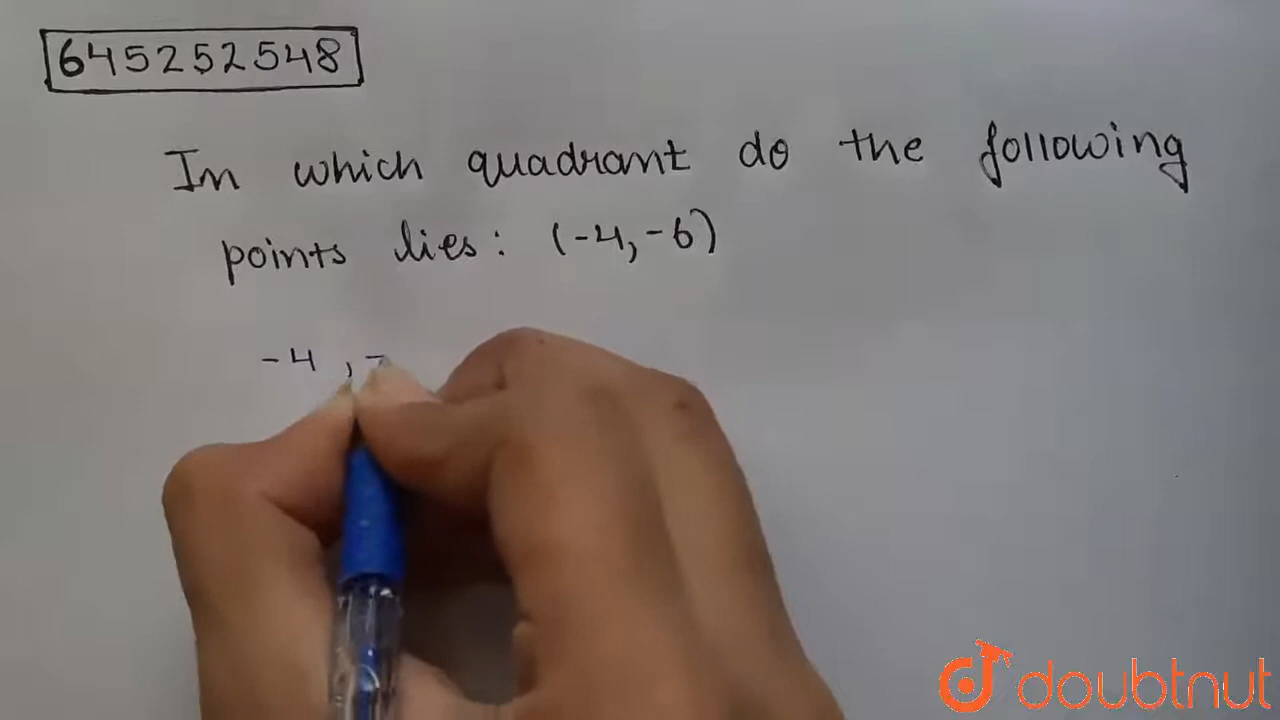 645252548
In which quadrant do the following
points lies: (-4, -6)
-4 , -
doubtnut